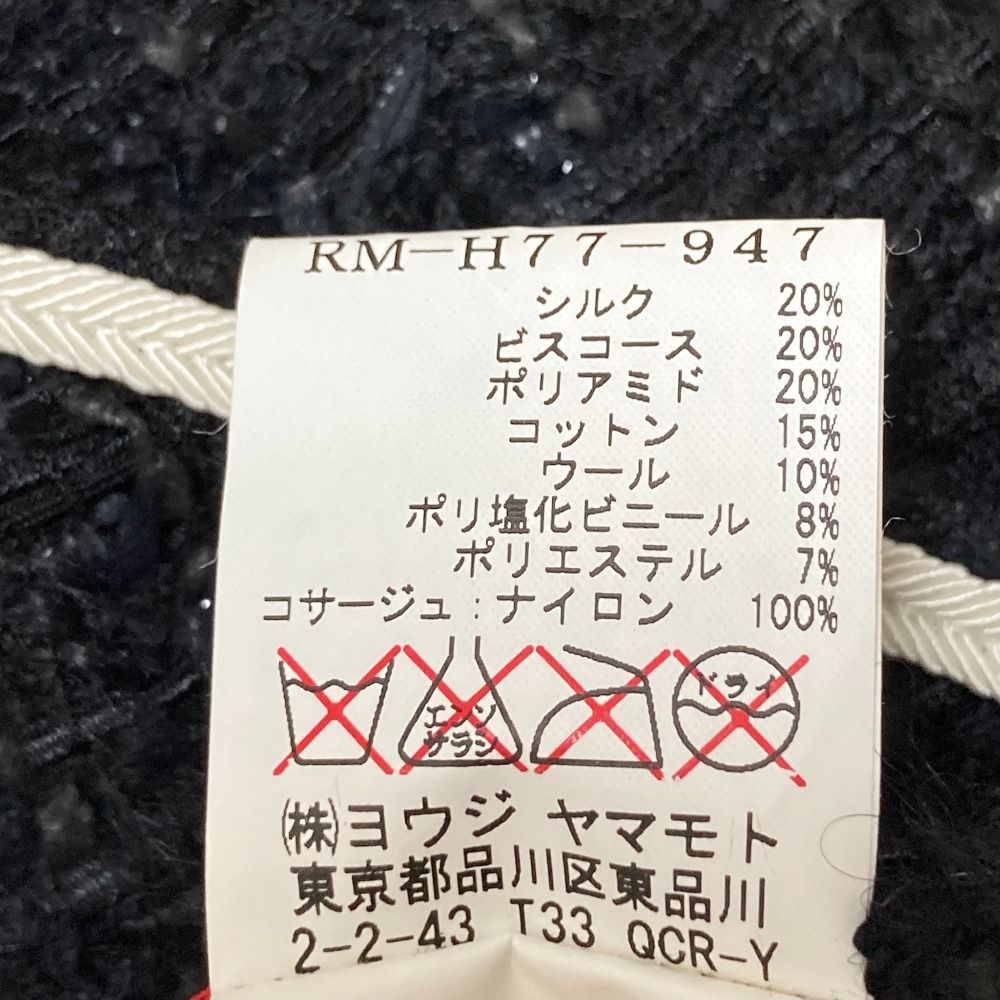 RM-H77-947
シルク 20%
ビスコース 20%
ポリアミド 20%
コットン 15%
ウール 10%
ポリ塩化ビニール 8%
ポリエステル 7%
コサージュ:ナイロン 100%
エンソ
サラシ
ドライ
㈱ヨウジ ヤマモト
東京都品川区東品川
2-2-43 T33 QCR-Y